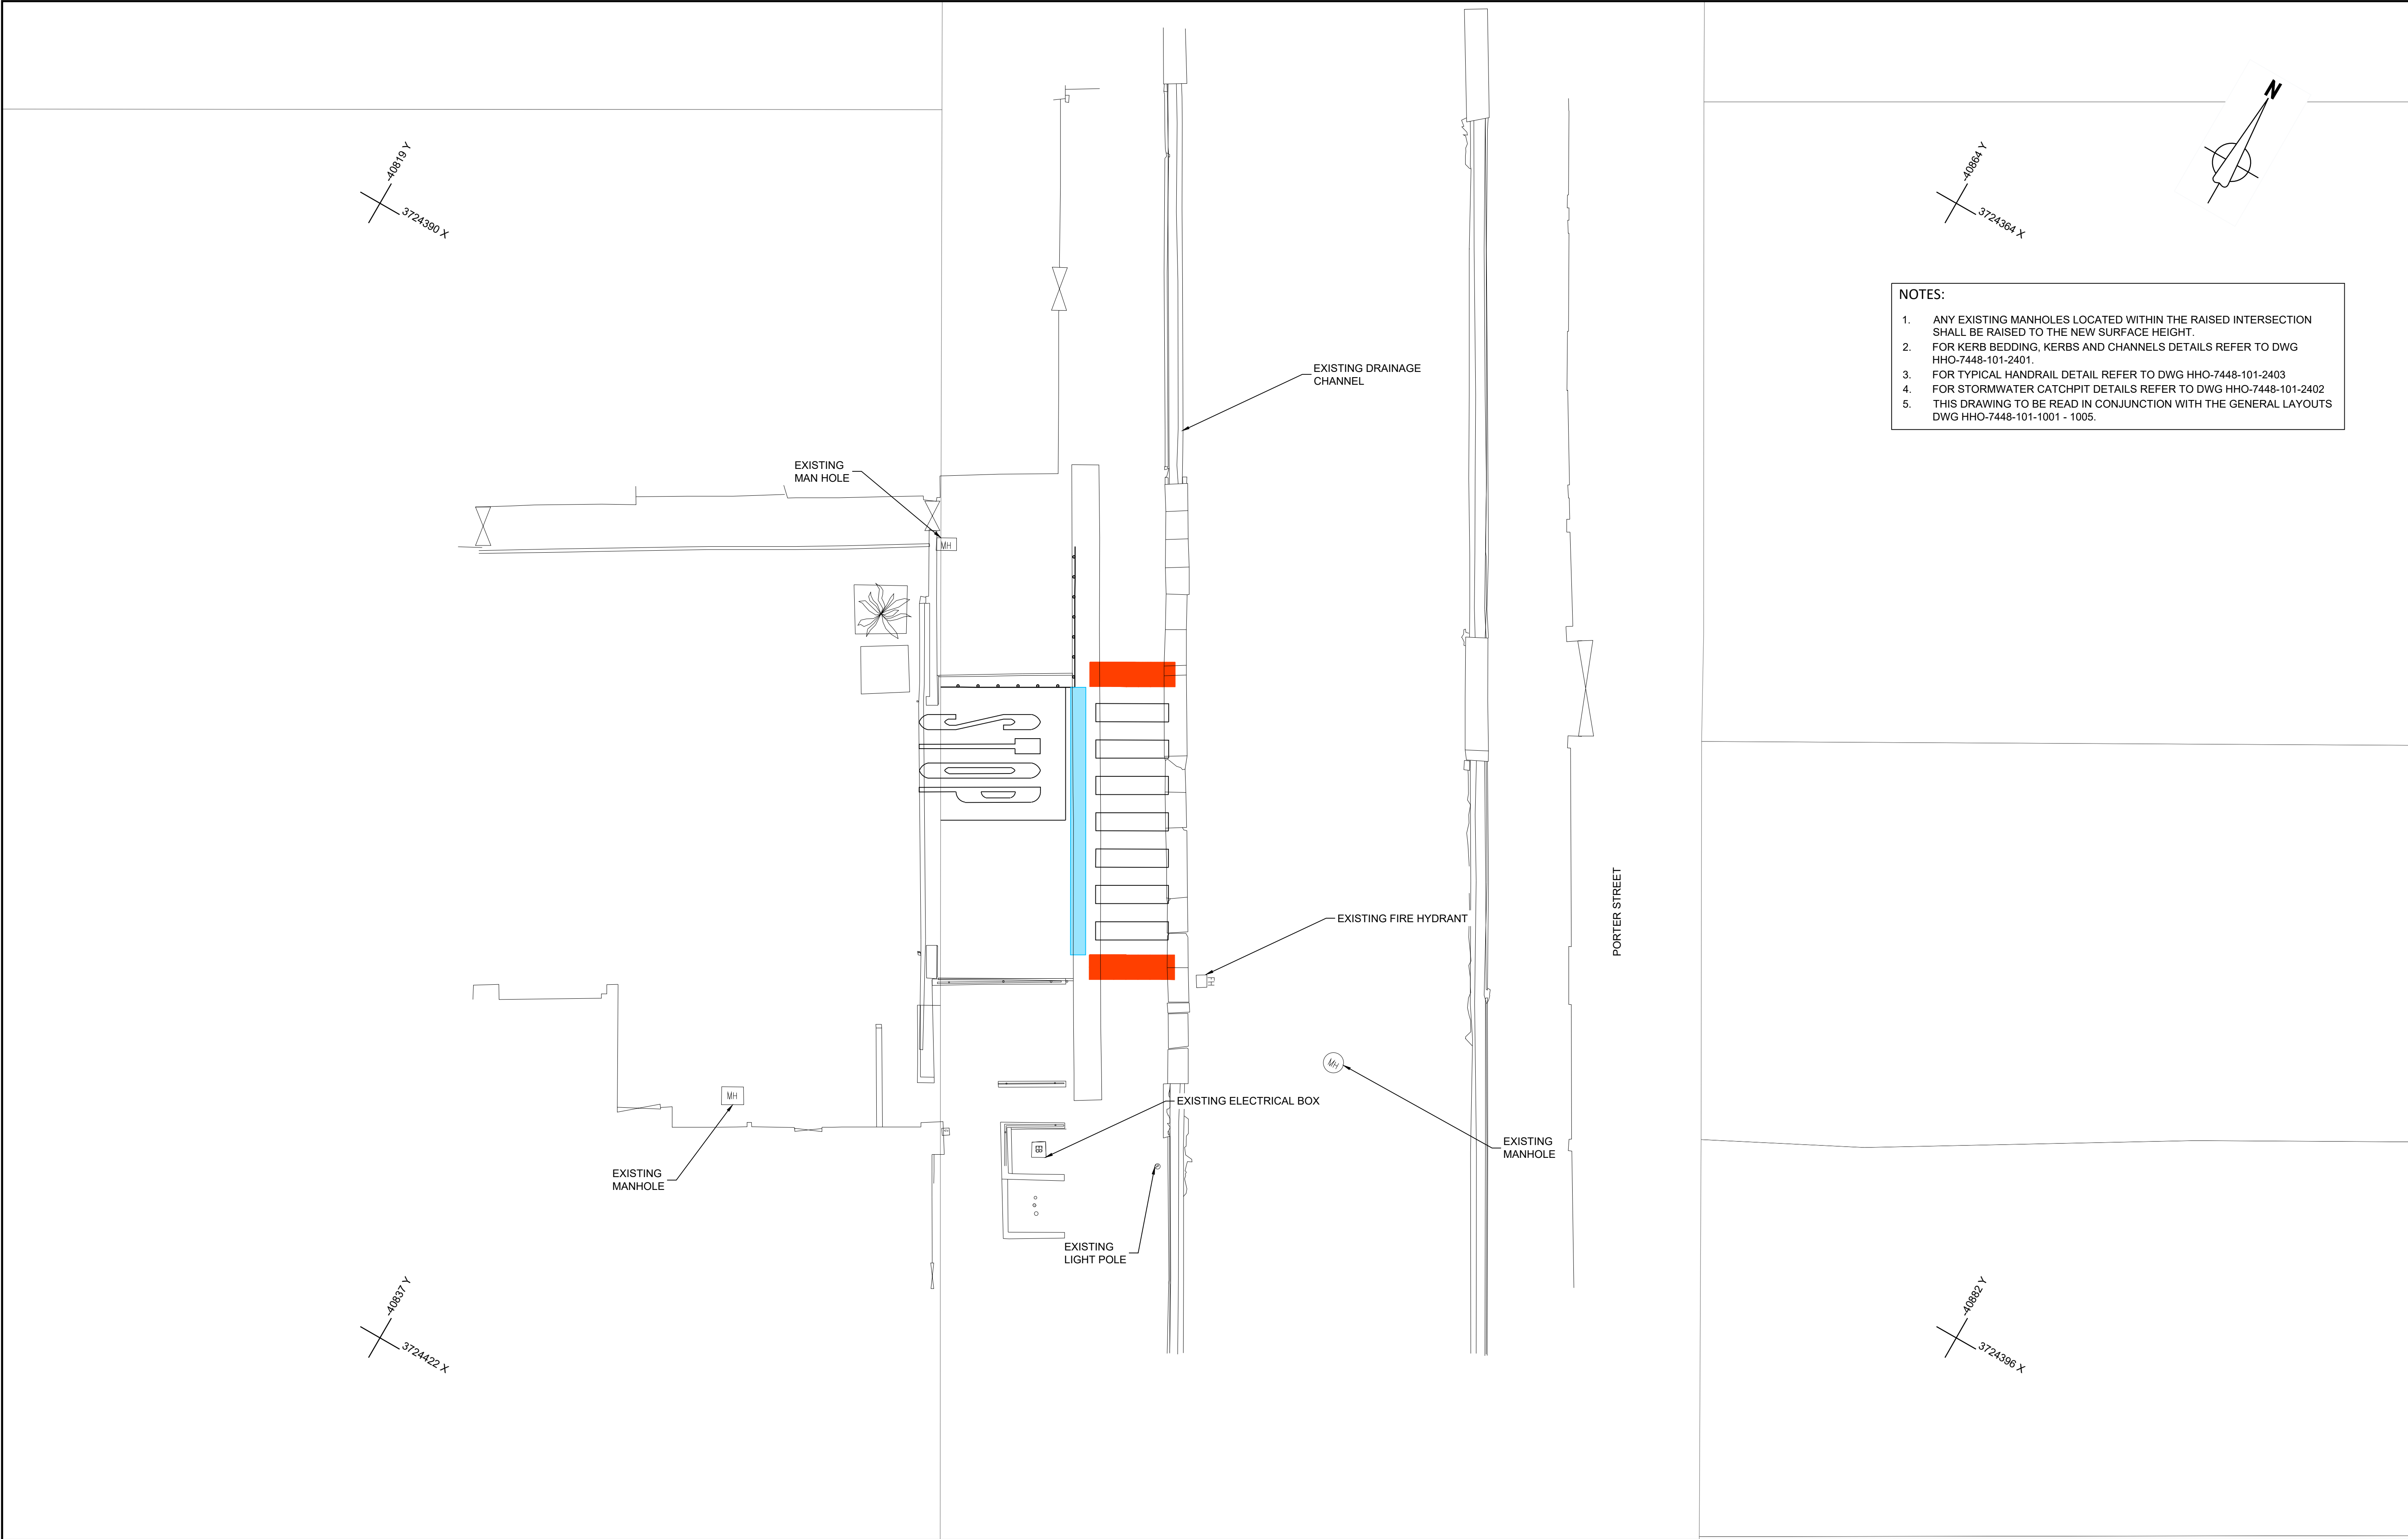 N
-40819 Y
3724390 X
-40864 Y
3724364 X
NOTES:
1. ANY EXISTING MANHOLES LOCATED WITHIN THE RAISED INTERSECTION
SHALL BE RAISED TO THE NEW SURFACE HEIGHT.
2. FOR KERB BEDDING, KERBS AND CHANNELS DETAILS REFER TO DWG
HHO-7448-101-2401.
3. FOR TYPICAL HANDRAIL DETAIL REFER TO DWG HHO-7448-101-2403
4. FOR STORMWATER CATCHPIT DETAILS REFER TO DWG HHO-7448-101-2402
5. THIS DRAWING TO BE READ IN CONJUNCTION WITH THE GENERAL LAYOUTS
DWG HHO-7448-101-1001 - 1005.
EXISTING DRAINAGE
CHANNEL
EXISTING
MAN HOLE
MH
STOP
EXISTING FIRE HYDRANT
FH
PORTER STREET
MH
EXISTING
MANHOLE
MH
EXISTING
MANHOLE
EXISTING ELECTRICAL BOX
EXISTING
LIGHT POLE
-40837 Y
3724422 X
-40882 Y
3724396 X